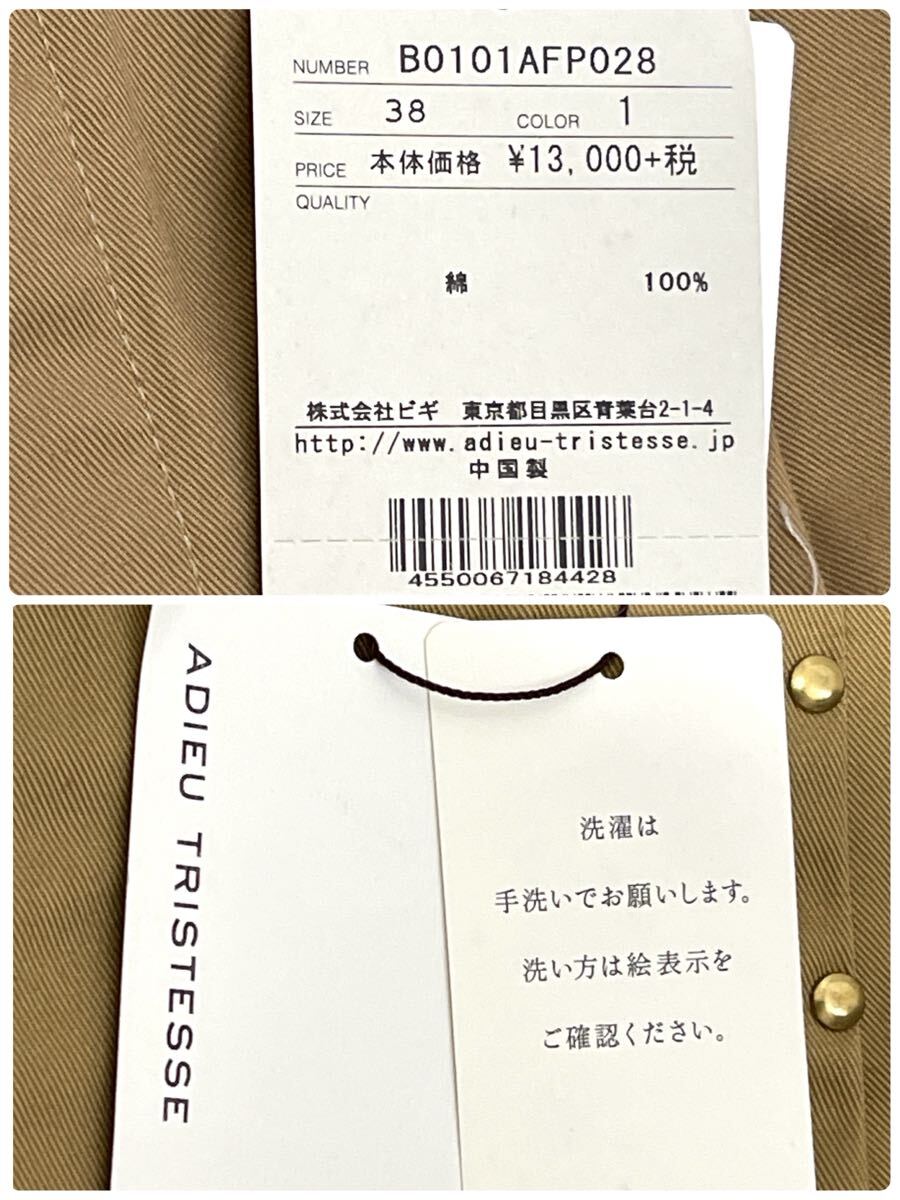 NUMBER B0101AFP028
SIZE 38 COLOR 1
PRICE 本体価格 ¥13,000+税
QUALITY
綿 100%
株式会社ビギ 東京都目黒区青葉台2-1-4
http://www.adieu-tristesse.jp
中国製
4550067184428
ADIEU TRISTESSE
洗濯は
手洗いでお願いします。
洗い方は絵表示を
ご確認ください。